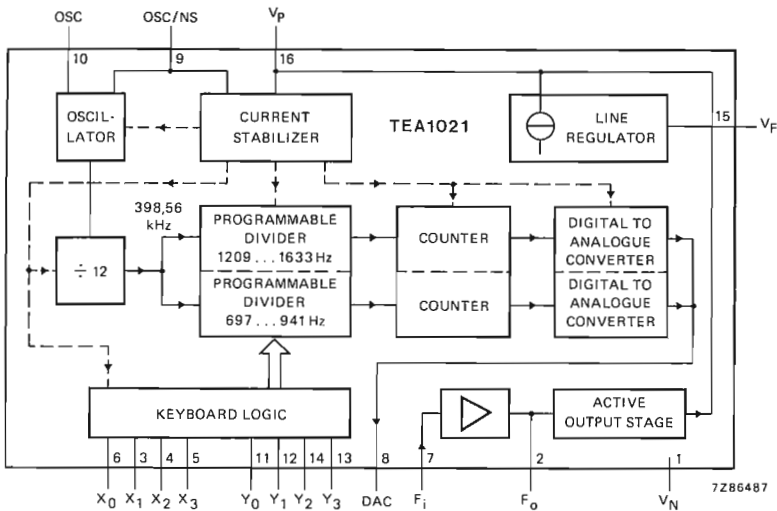 OSC
OSC/NS
VP
10
9
16
OSCIL-
LATOR
CURRENT
STABILIZER
TEA1021
LINE
REGULATOR
15
VF
398,56
kHz
÷ 12
PROGRAMMABLE
DIVIDER
1209 ... 1633 Hz
PROGRAMMABLE
DIVIDER
697 ... 941 Hz
COUNTER
COUNTER
DIGITAL TO
ANALOGUE
CONVERTER
DIGITAL TO
ANALOGUE
CONVERTER
KEYBOARD LOGIC
ACTIVE
OUTPUT STAGE
6
3
4
5
11
12
14
13
8
7
2
1
X0
X1
X2
X3
Y0
Y1
Y2
Y3
DAC
Fi
Fo
VN
7Z86487